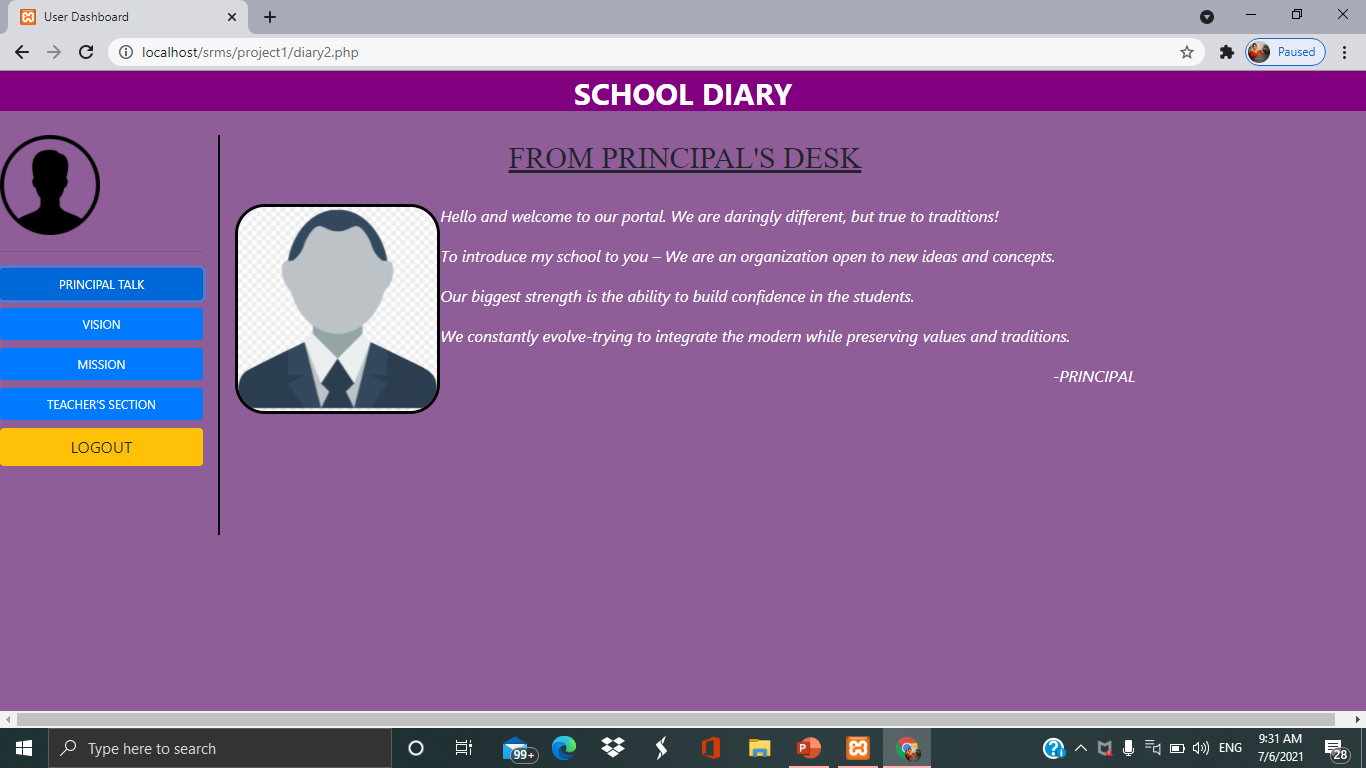 User Dashboard
localhost/srms/project1/diary2.php
Paused
SCHOOL DIARY
FROM PRINCIPAL'S DESK
Hello and welcome to our portal. We are daringly different, but true to traditions!
To introduce my school to you – We are an organization open to new ideas and concepts.
Our biggest strength is the ability to build confidence in the students.
We constantly evolve-trying to integrate the modern while preserving values and traditions.
-PRINCIPAL
PRINCIPAL TALK
VISION
MISSION
TEACHER'S SECTION
LOGOUT
Type here to search
99+
ENG
9:31 AM
7/6/2021
28